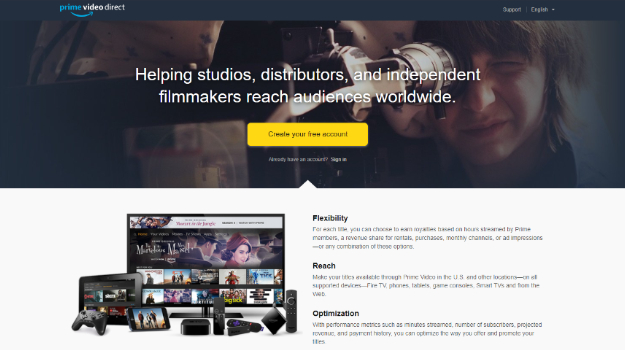 prime video direct
Support
English
Helping studios, distributors, and independent
filmmakers reach audiences worldwide.
Create your free account
Already have an account? Sign in
Flexibility
For each title, you can choose to earn royalties based on hours streamed by Prime
members, a revenue share for rentals, purchases, monthly channels, or ad impressions
—or any combination of those options.
Reach
Make your titles available through Prime Video in the U.S. and other locations—on all
supported devices—Fire TV, phones, tablets, game consoles, Smart TVs and from the
Web.
Optimization
With performance metrics such as minutes streamed, number of subscribers, projected
revenue, and payment history, you can optimize the way you offer and promote your
titles.